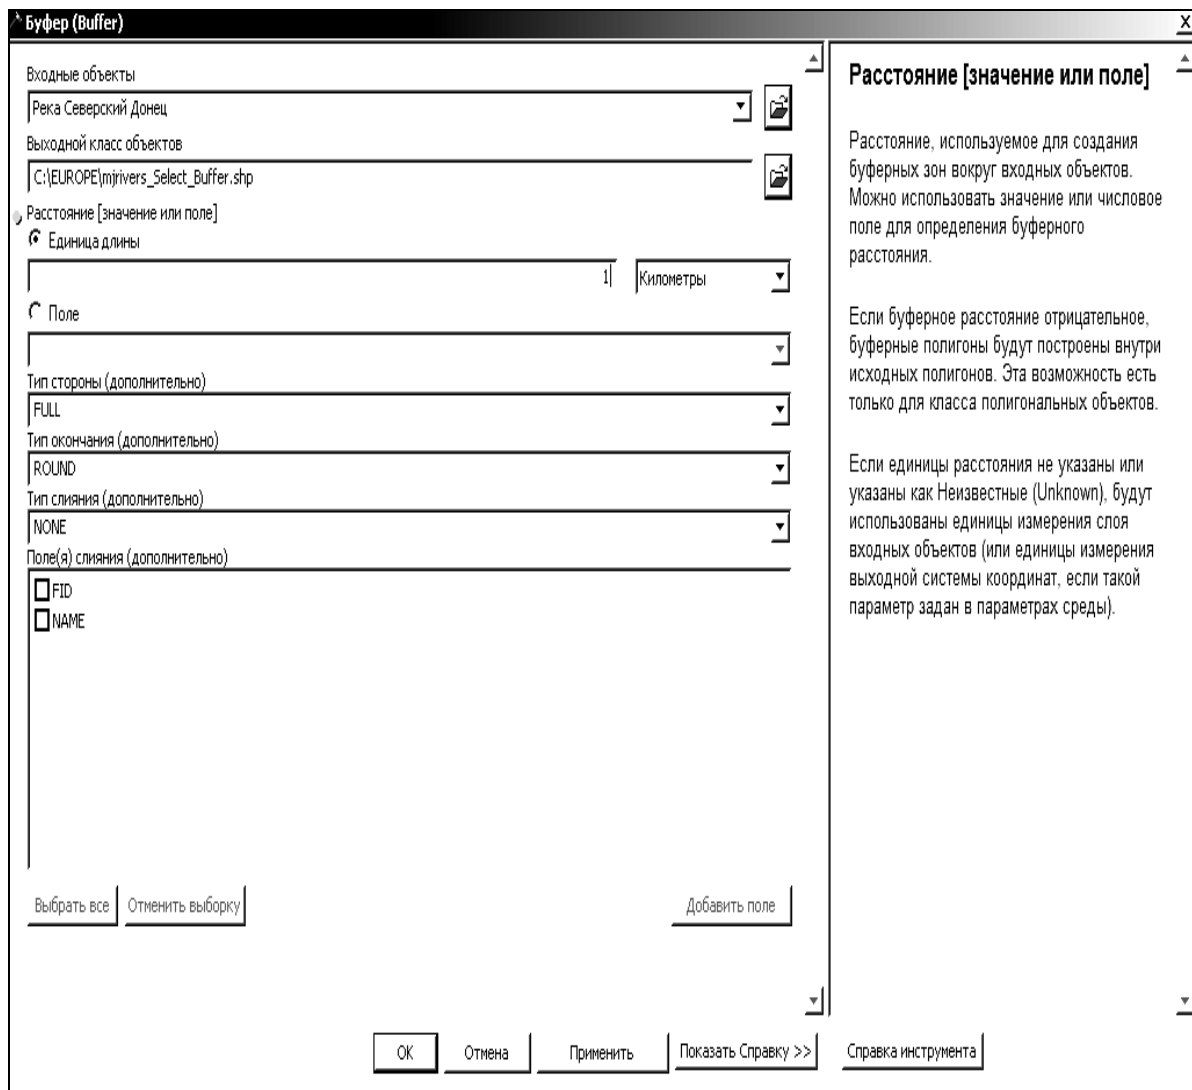 Буфер (Buffer)
X
Входные объекты
Река Северский Донец
Выходной класс объектов
C:\EUROPE\mjrivers_Select_Buffer.shp
Расстояние [значение или поле]
Единица длины
1
Километры
Поле
Тип стороны (дополнительно)
FULL
Тип окончания (дополнительно)
ROUND
Тип слияния (дополнительно)
NONE
Поле(я) слияния (дополнительно)
FID
NAME
Выбрать все
Отменить выборку
Добавить поле
OK
Отмена
Применить
Показать Справку >>
Расстояние [значение или поле]
Расстояние, используемое для создания
буферных зон вокруг входных объектов.
Можно использовать значение или числовое
поле для определения буферного
расстояния.
Если буферное расстояние отрицательное,
буферные полигоны будут построены внутри
исходных полигонов. Эта возможность есть
только для класса полигональных объектов.
Если единицы расстояния не указаны или
указаны как Неизвестные (Unknown), будут
использованы единицы измерения слоя
входных объектов (или единицы измерения
выходной системы координат, если такой
параметр задан в параметрах среды).
Справка инструмента